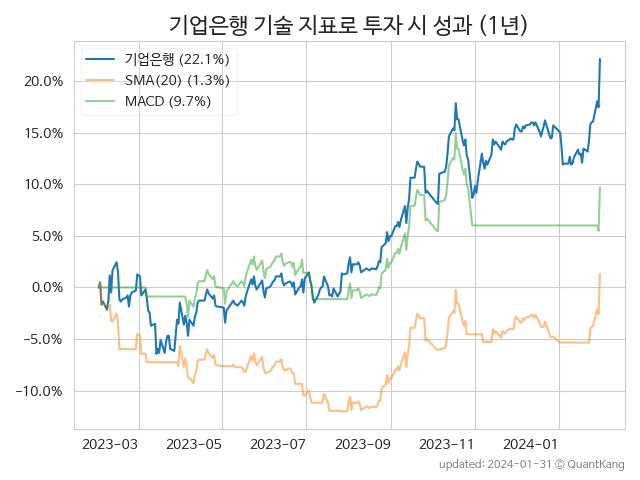 기업은행 기술 지표로 투자 시 성과 (1년)
기업은행 (22.1%)
SMA(20) (1.3%)
MACD (9.7%)
20.0%
15.0%
10.0%
5.0%
0.0%
−5.0%
−10.0%
2023-03 2023-05 2023-07 2023-09 2023-11 2024-01
updated: 2024-01-31 © QuantKang